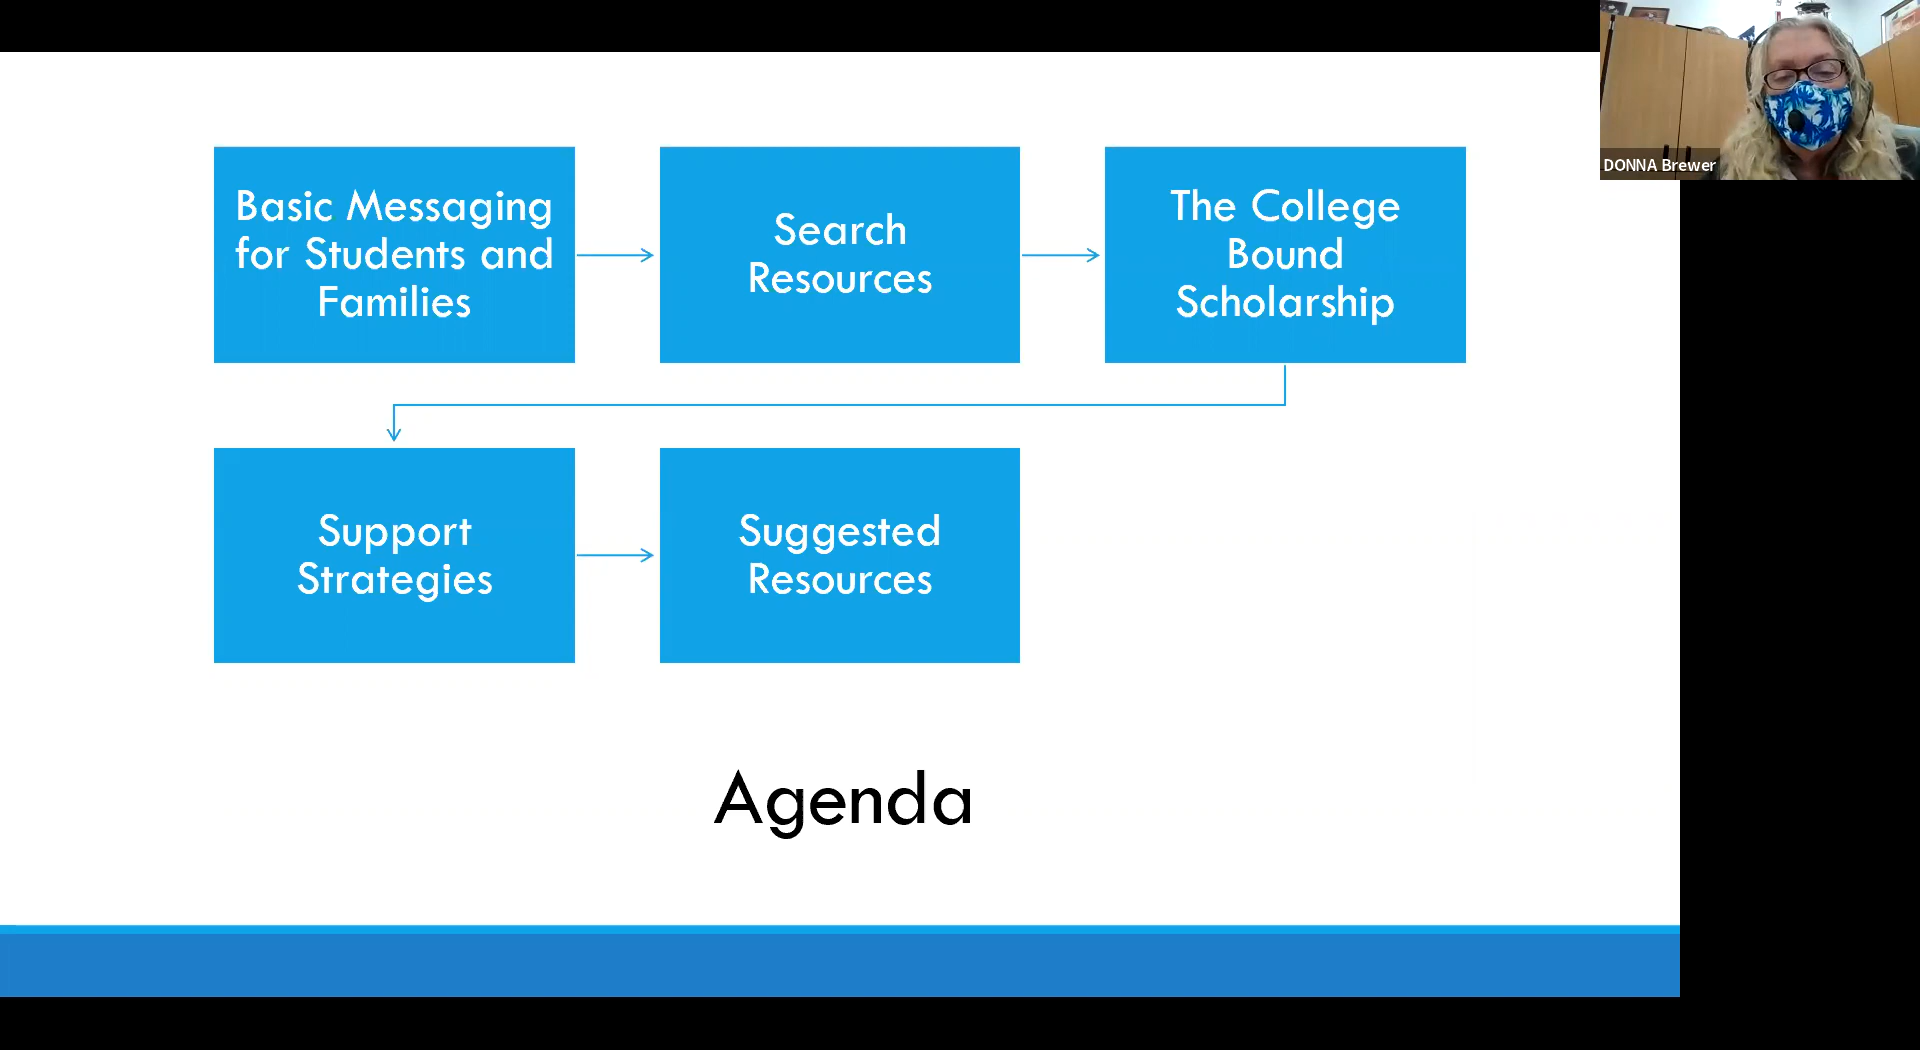 Basic Messaging
for Students and
Families
Search
Resources
The College
Bound
Scholarship
Support
Strategies
Suggested
Resources
Agenda
DONNA Brewer